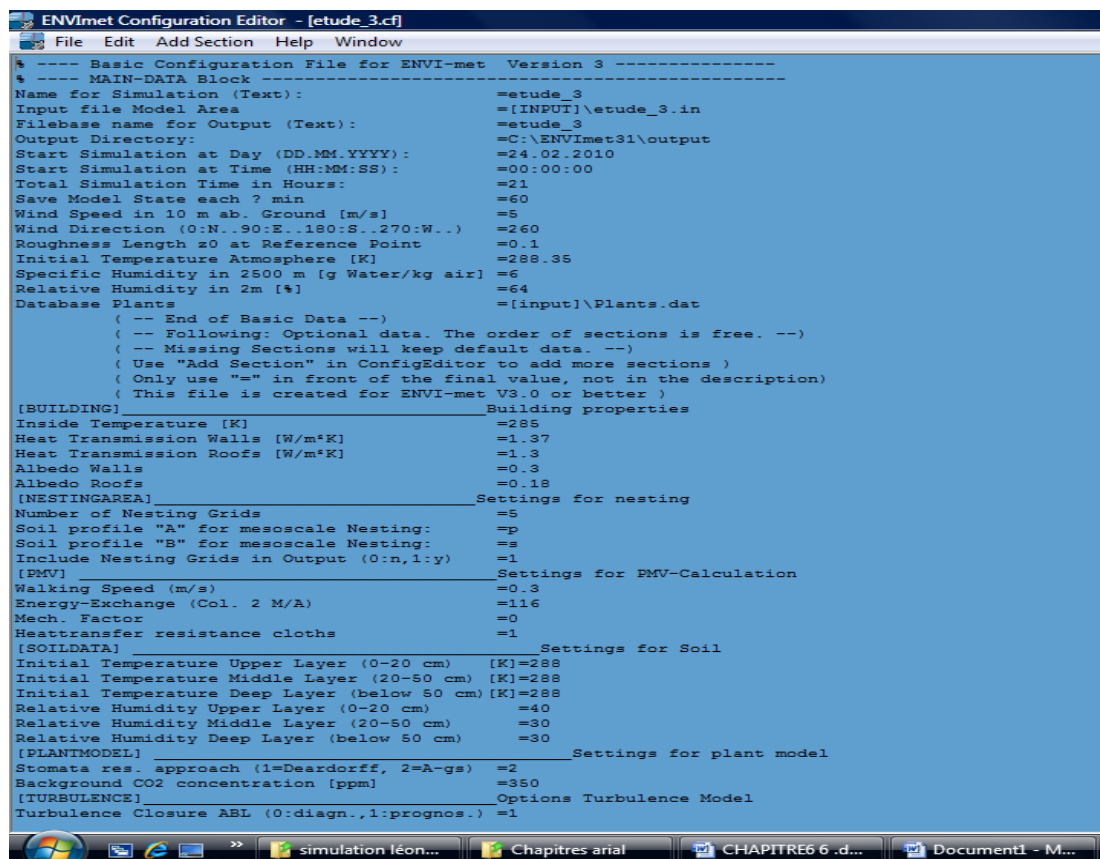 ENVImet Configuration Editor - [etude_3.cf]
File Edit Add Section Help Window
% ---- Basic Configuration File for ENVI-met Version 3 ---------------
% ---- MAIN-DATA Block ----------------------------------------------------
Name for Simulation (Text): =etude_3
Input file Model Area =[INPUT]\etude_3.in
Filebase name for Output (Text): =etude_3
Output Directory: =C:\ENVImet31\output
Start Simulation at Day (DD.MM.YYYY): =24.02.2010
Start Simulation at Time (HH:MM:SS): =00:00:00
Total Simulation Time in Hours: =21
Save Model State each ? min =60
Wind Speed in 10 m ab. Ground [m/s] =5
Wind Direction (0:N..90:E..180:S..270:W..) =260
Roughness Length z0 at Reference Point =0.1
Initial Temperature Atmosphere [K] =288.35
Specific Humidity in 2500 m [g Water/kg air] =6
Relative Humidity in 2m [%] =64
Database Plants =[input]\Plants.dat
( -- End of Basic Data --)
( -- Following: Optional data. The order of sections is free. --)
( -- Missing Sections will keep default data. --)
( Use "Add Section" in ConfigEditor to add more sections )
( Only use "=" in front of the final value, not in the description)
( This file is created for ENVI-met V3.0 or better )
[BUILDING]______________________________Building properties
Inside Temperature [K] =285
Heat Transmission Walls [W/m²K] =1.37
Heat Transmission Roofs [W/m²K] =1.3
Albedo Walls =0.3
Albedo Roofs =0.18
[NESTINGAREA]___________________________Settings for nesting
Number of Nesting Grids =5
Soil profile "A" for mesoscale Nesting: =p
Soil profile "B" for mesoscale Nesting: =s
Include Nesting Grids in Output (0:n,1:y) =1
[PMV] __________________________________Settings for PMV-Calculation
Walking Speed (m/s) =0.3
Energy-Exchange (Col. 2 M/A) =116
Mech. Factor =0
Heattransfer resistance cloths =1
[SOILDATA] __________________________________Settings for Soil
Initial Temperature Upper Layer (0-20 cm) [K]=288
Initial Temperature Middle Layer (20-50 cm) [K]=288
Initial Temperature Deep Layer (below 50 cm)[K]=288
Relative Humidity Upper Layer (0-20 cm) =40
Relative Humidity Middle Layer (20-50 cm) =30
Relative Humidity Deep Layer (below 50 cm) =30
[PLANTMODEL] __________________________________Settings for plant model
Stomata res. approach (1=Deardorff, 2=A-gs) =2
Background CO2 concentration [ppm] =350
[TURBULENCE]______________________________Options Turbulence Model
Turbulence Closure ABL (0:diagn.,1:prognos.) =1
» simulation léon... Chapitres arial CHAPITRE6 6 .d... Document1 - M...